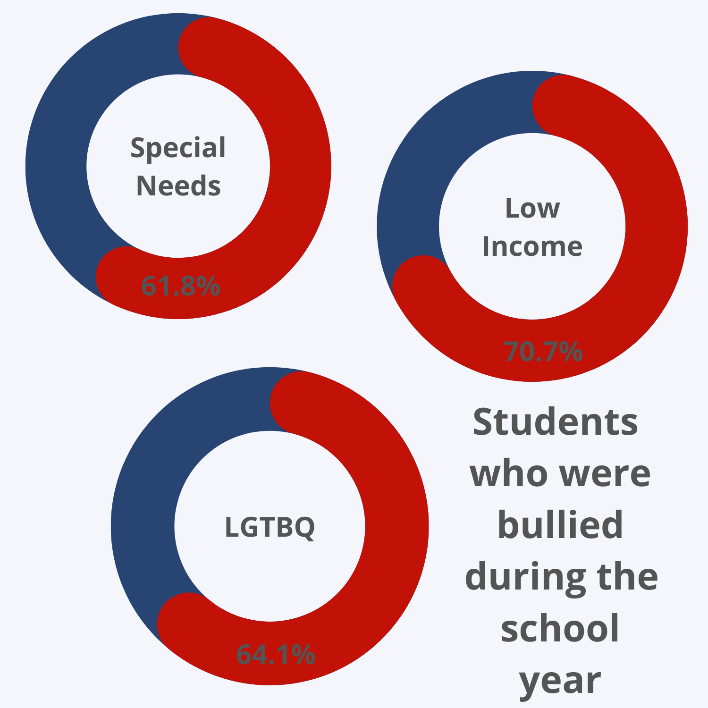 Special
Needs
61.8%
Low
Income
70.7%
LGTBQ
64.1%
Students
who were
bullied
during the
school
year